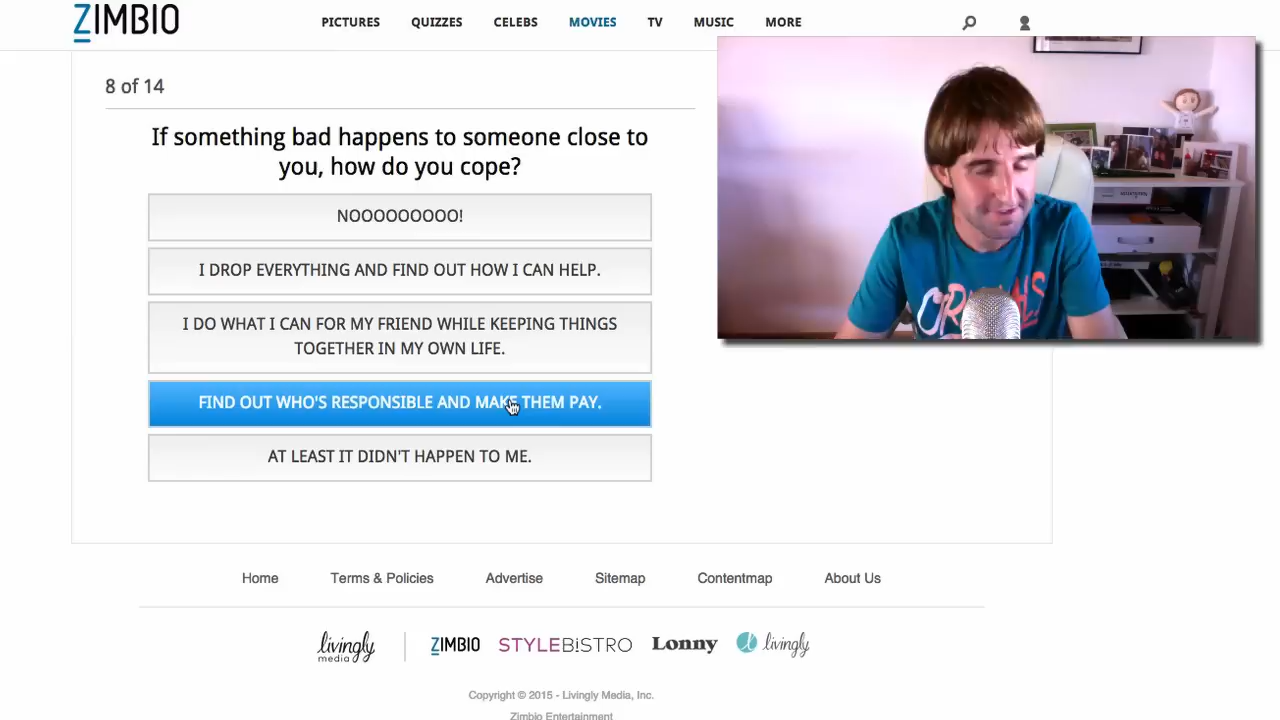 ZIMBIO
PICTURES QUIZZES CELEBS MOVIES TV MUSIC MORE
8 of 14
If something bad happens to someone close to
you, how do you cope?
NOOOOOOOOO!
I DROP EVERYTHING AND FIND OUT HOW I CAN HELP.
I DO WHAT I CAN FOR MY FRIEND WHILE KEEPING THINGS
TOGETHER IN MY OWN LIFE.
FIND OUT WHO'S RESPONSIBLE AND MAKE THEM PAY.
AT LEAST IT DIDN'T HAPPEN TO ME.
Home Terms & Policies Advertise Sitemap Contentmap About Us
livingly
media
ZIMBIO STYLEBISTRO Lonny livingly
Copyright © 2015 - Livingly Media, Inc.
Zimbio Entertainment